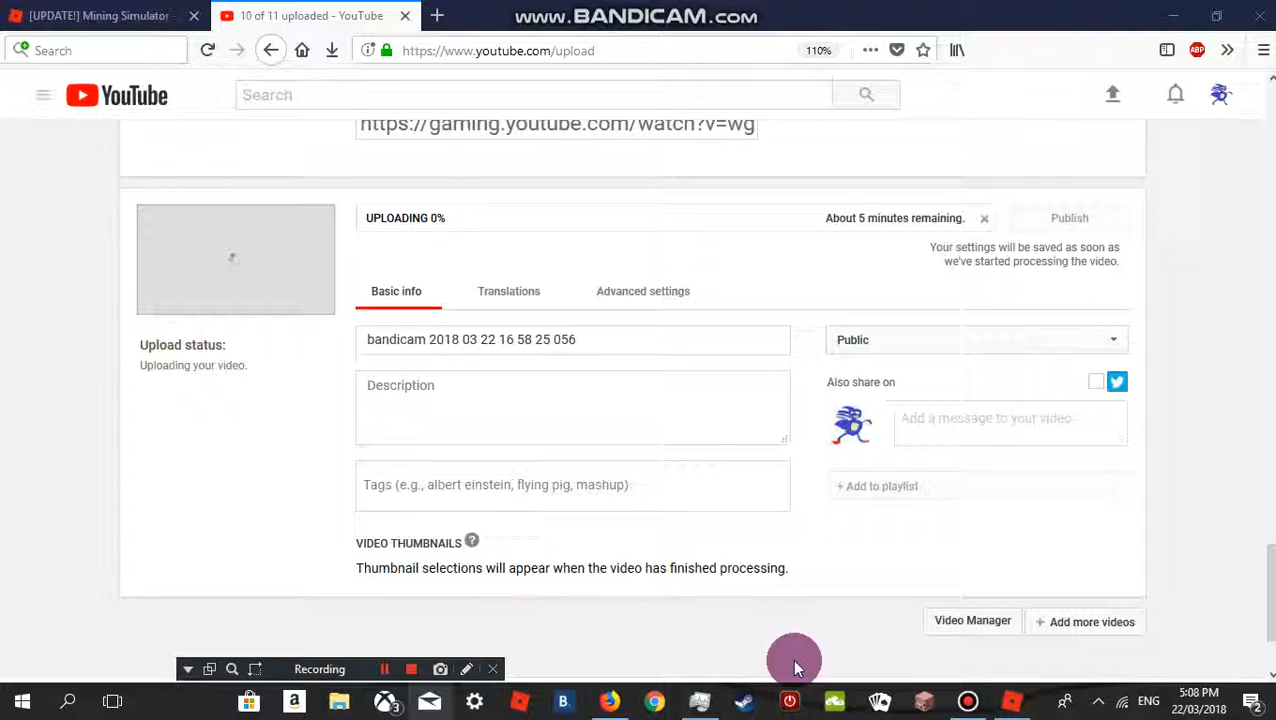 [UPDATE!] Mining Simulator
10 of 11 uploaded - YouTube
www.BANDICAM.com
Search
https://www.youtube.com/upload
110%
ABP
YouTube
Search
https://gaming.youtube.com/watch?v=wg
UPLOADING 0%
About 5 minutes remaining.
Publish
Your settings will be saved as soon as
we've started processing the video.
Basic info
Translations
Advanced settings
Upload status:
Uploading your video.
bandicam 2018 03 22 16 58 25 056
Public
Description
Also share on
Add a message to your video
Tags (e.g., albert einstein, flying pig, mashup)
+ Add to playlist
VIDEO THUMBNAILS ?
Thumbnail selections will appear when the video has finished processing.
Video Manager
+ Add more videos
Recording
3
ENG
5:08 PM
22/03/2018
2